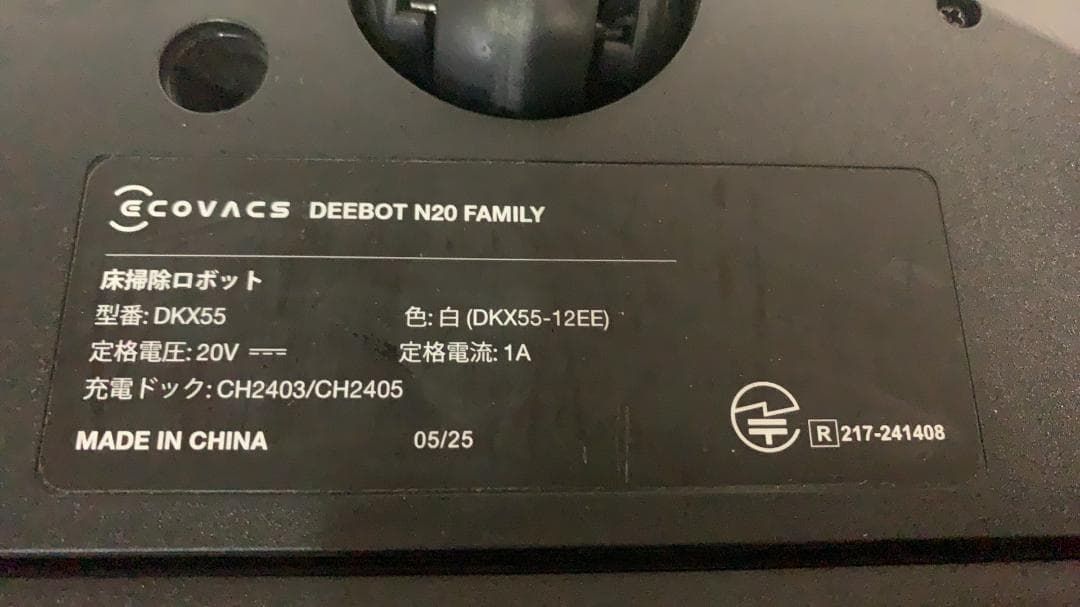 ECOVACS DEEBOT N20 FAMILY
床掃除ロボット
型番: DKX55 色: 白 (DKX55-12EE)
定格電圧: 20V ⎓ 定格電流: 1A
充電ドック: CH2403/CH2405
MADE IN CHINA 05/25
R 217-241408